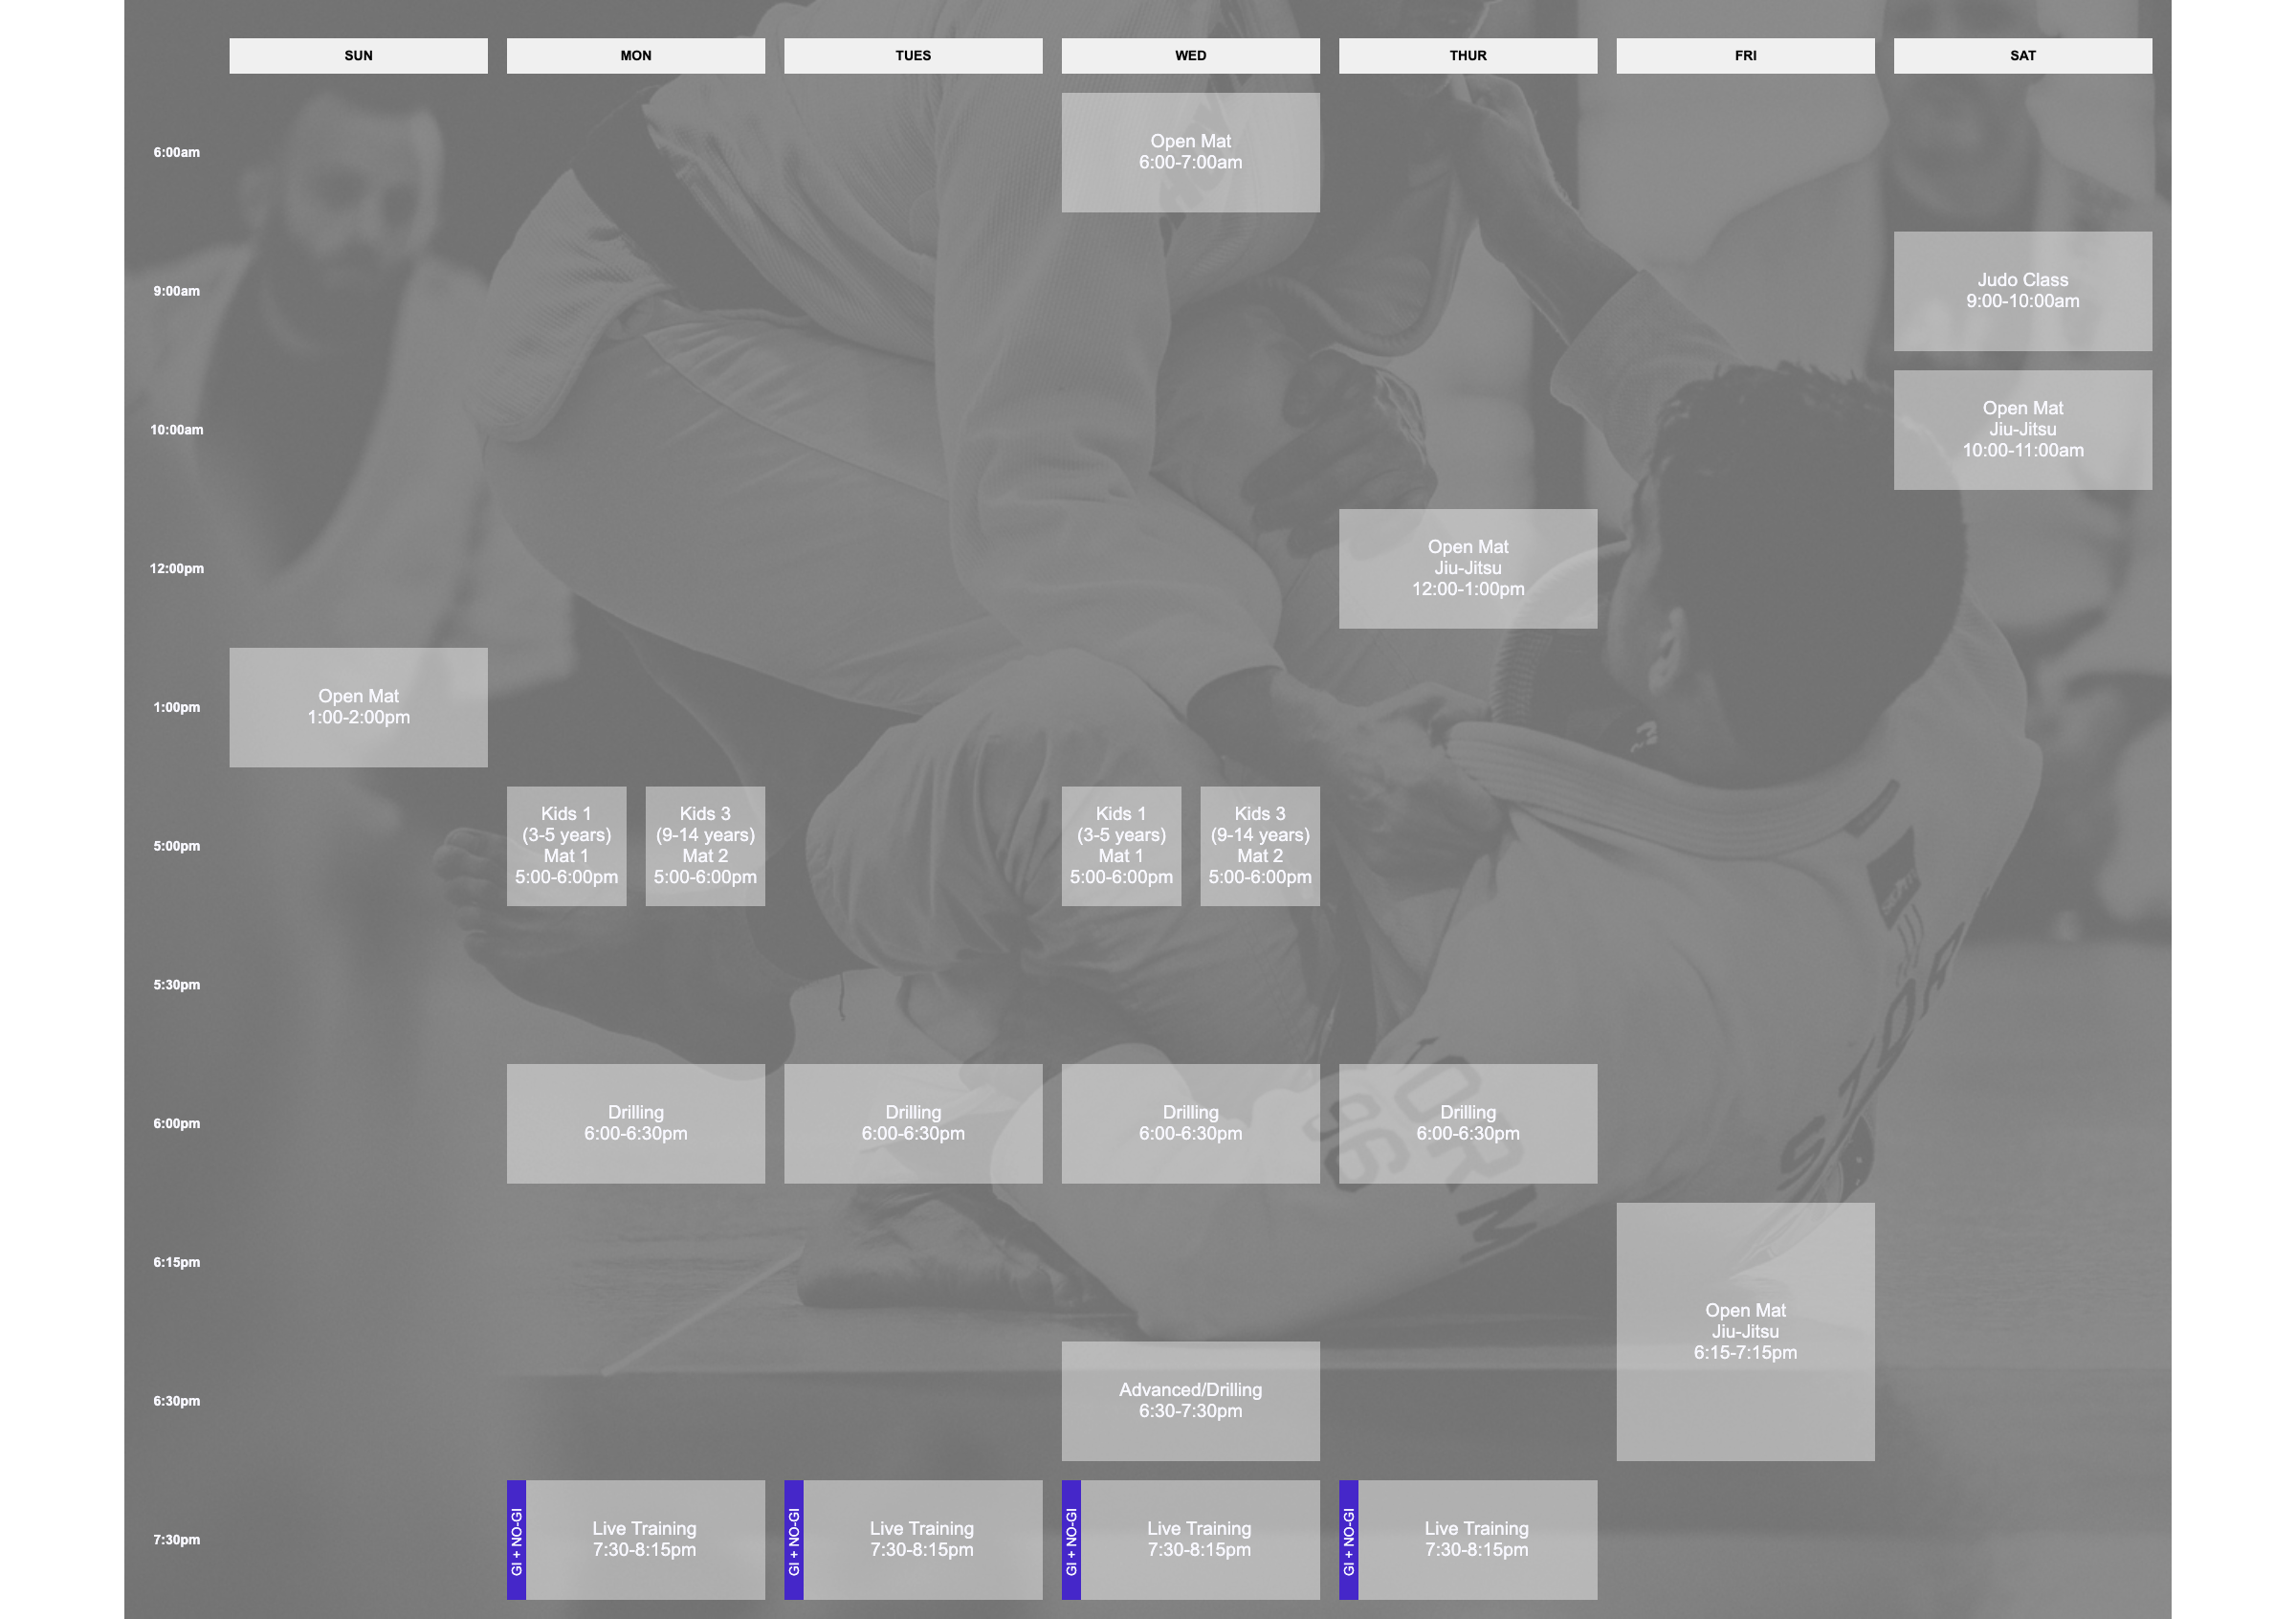 SUN
MON
TUES
WED
THUR
FRI
SAT
6:00am
Open Mat
6:00-7:00am
9:00am
Judo Class
9:00-10:00am
10:00am
Open Mat
Jiu-Jitsu
10:00-11:00am
12:00pm
Open Mat
Jiu-Jitsu
12:00-1:00pm
1:00pm
Open Mat
1:00-2:00pm
5:00pm
Kids 1
(3-5 years)
Mat 1
5:00-6:00pm
Kids 3
(9-14 years)
Mat 2
5:00-6:00pm
Kids 1
(3-5 years)
Mat 1
5:00-6:00pm
Kids 3
(9-14 years)
Mat 2
5:00-6:00pm
5:30pm
6:00pm
Drilling
6:00-6:30pm
Drilling
6:00-6:30pm
Drilling
6:00-6:30pm
Drilling
6:00-6:30pm
6:15pm
Open Mat
Jiu-Jitsu
6:15-7:15pm
6:30pm
Advanced/Drilling
6:30-7:30pm
7:30pm
GI + NO-GI
Live Training
7:30-8:15pm
GI + NO-GI
Live Training
7:30-8:15pm
GI + NO-GI
Live Training
7:30-8:15pm
GI + NO-GI
Live Training
7:30-8:15pm